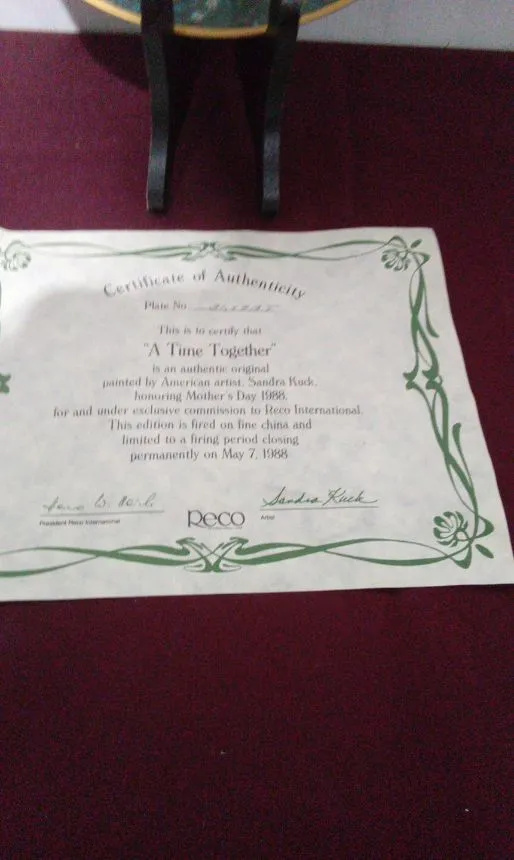 Certificate of Authenticity
Plate No
This is to certify that
"A Time Together"
is an authentic original
painted by American artist, Sandra Kuck,
honoring Mother's Day 1988,
for and under exclusive commission to Reco International.
This edition is fired on fine china and
limited to a firing period closing
permanently on May 7, 1988
Sandra Kuck
President Reco International
Reco
Artist